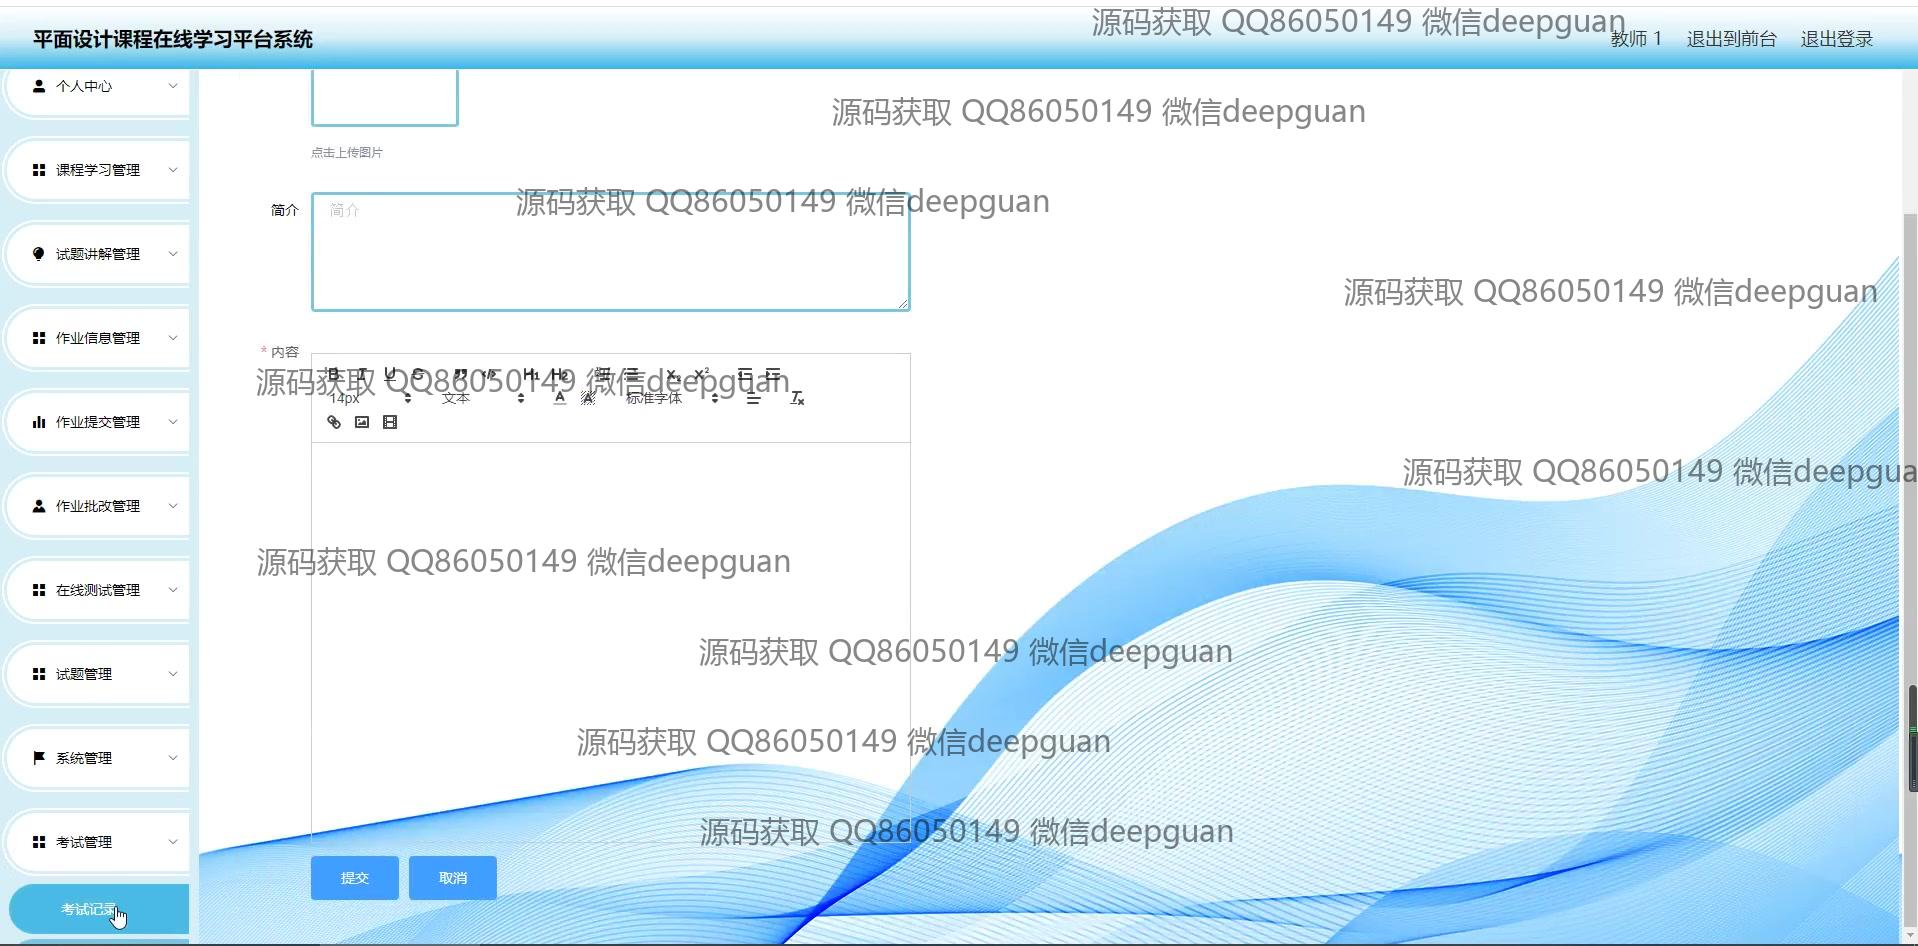 源码获取 QQ86050149 微信deepguan
平面设计课程在线学习平台系统
教师 1
退出到前台
退出登录
个人中心
源码获取 QQ86050149 微信deepguan
点击上传图片
课程学习管理
源码获取 QQ86050149 微信deepguan
简介
简介
试题讲解管理
源码获取 QQ86050149 微信deepguan
作业信息管理
* 内容
B I U S H1 H2 X2 X2
源码获取 QQ86050149 微信deepguan
14px 文本 A A 标准字体 Tx
作业提交管理
源码获取 QQ86050149 微信deepgua
作业批改管理
源码获取 QQ86050149 微信deepguan
在线测试管理
源码获取 QQ86050149 微信deepguan
试题管理
源码获取 QQ86050149 微信deepguan
系统管理
源码获取 QQ86050149 微信deepguan
考试管理
提交
取消
考试记录